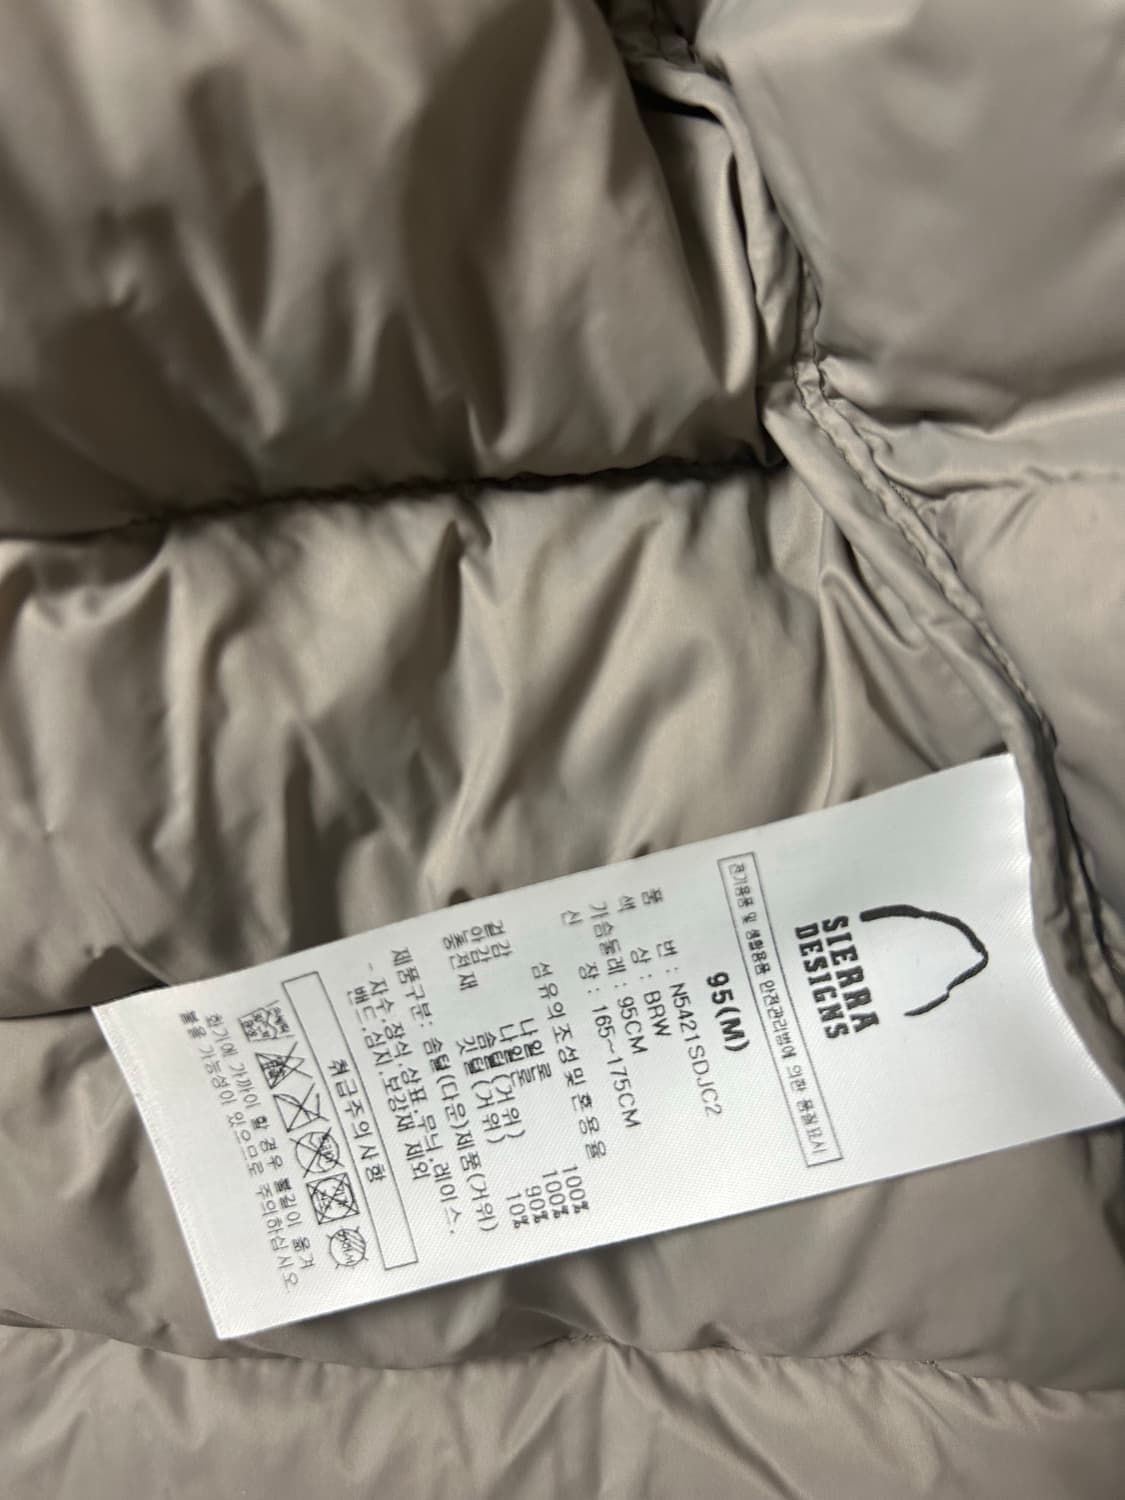 SIERRA
DESIGNS
전기용품 및 생활용품 안전관리법에 의한 품질표시
95(M)
품 번 : N5421SDJC2
색 상 : BRW
가슴둘레 : 95CM
신 장 : 165~175CM
섬유의 조성 및 혼용율
겉감 나일론 100%
안감 나일론 100%
충전재 솜털(거위) 90%
깃털(거위) 10%
제품구분: 솜털(다운)제품(거위)
- 자수.장식.상표.무늬.레이스.
밴드.심지.보강재 제외
취급주의사항
화기에 가까이 할 경우 불길이 옮겨
붙을 가능성이 있으므로 주의하십시오.